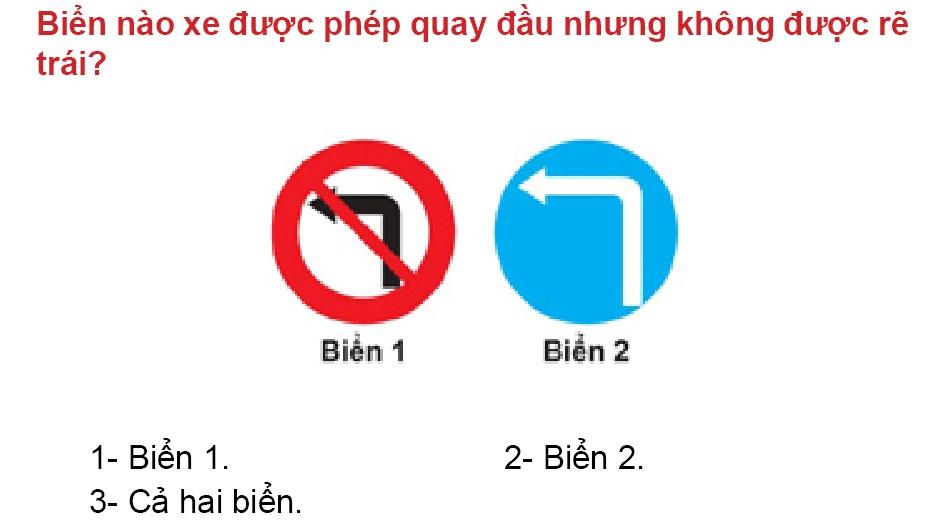 Biển nào xe được phép quay đầu nhưng không được rẽ
trái?
Biển 1
Biển 2
1- Biển 1.
2- Biển 2.
3- Cả hai biển.